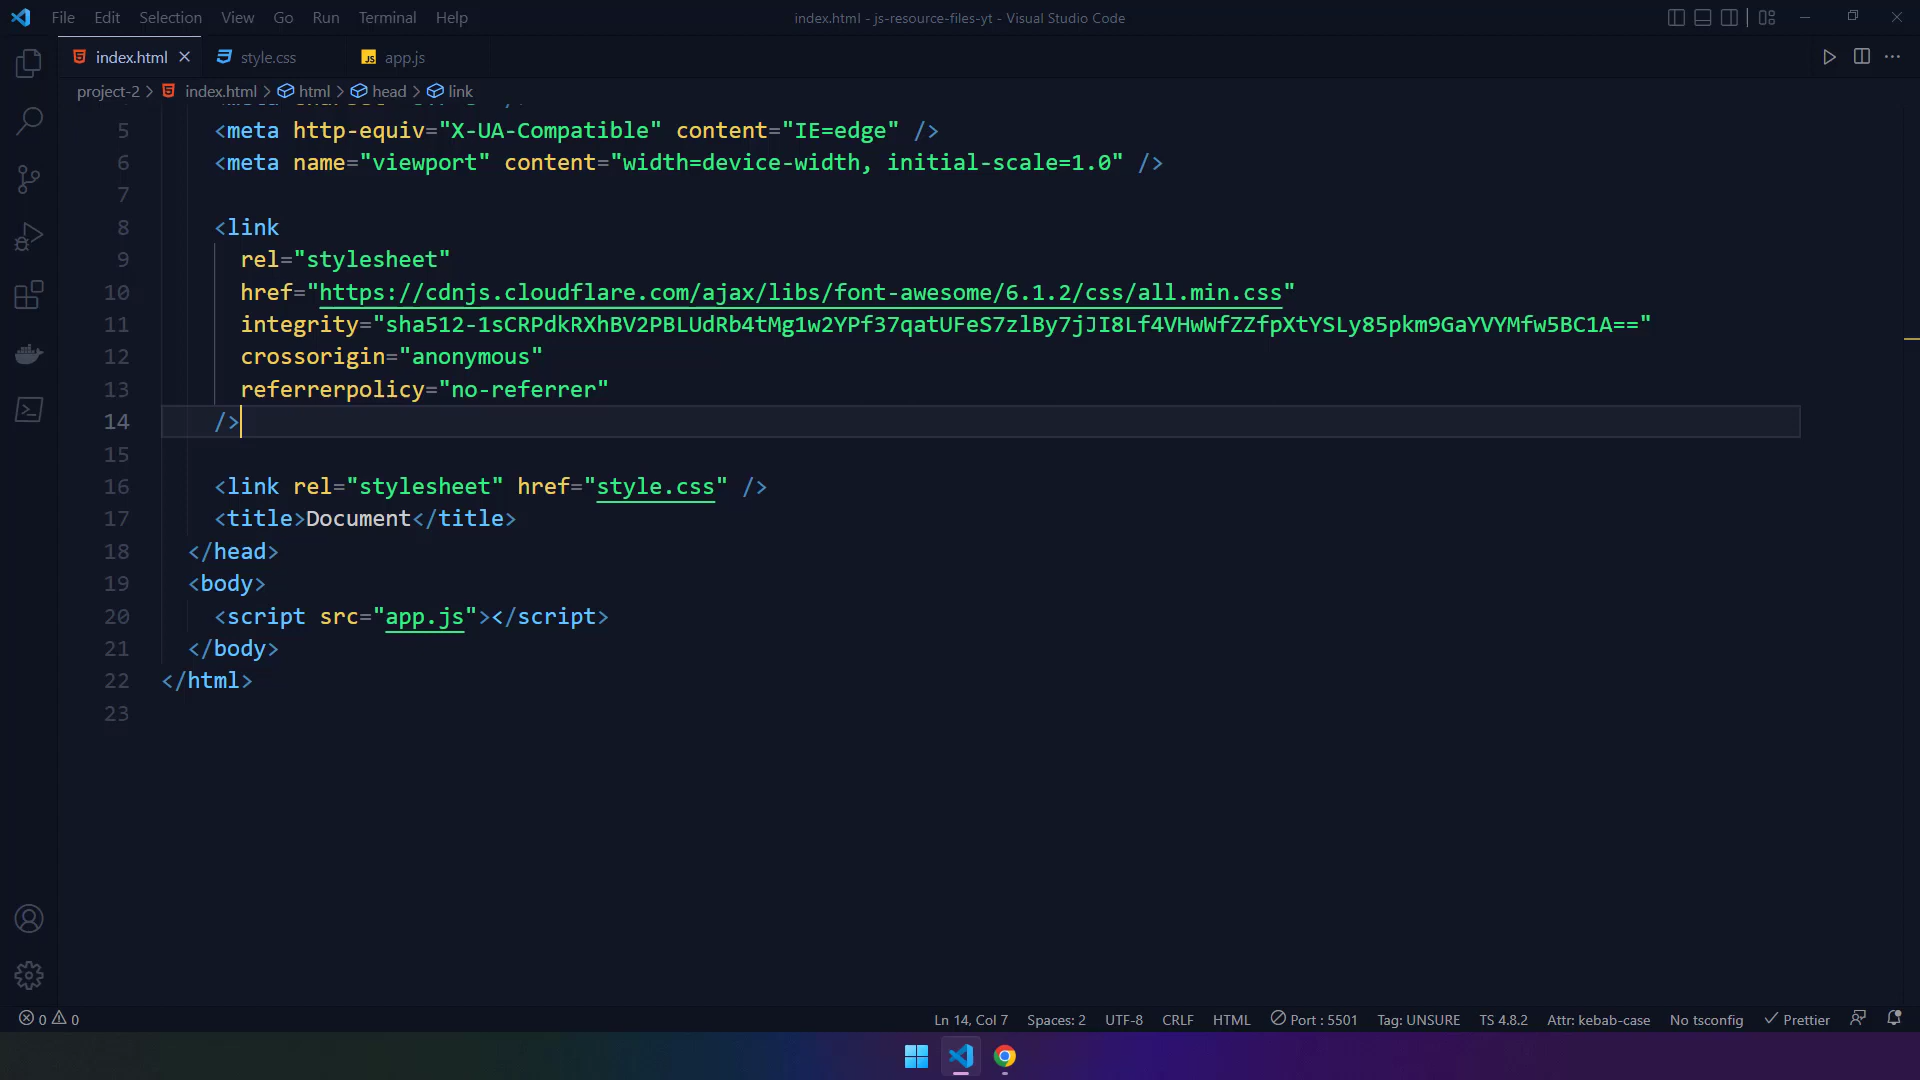 File Edit Selection View Go Run Terminal Help
index.html - js-resource-files-yt - Visual Studio Code
index.html style.css app.js
project-2 > index.html > html > head > link
5 <meta http-equiv="X-UA-Compatible" content="IE=edge" />
6 <meta name="viewport" content="width=device-width, initial-scale=1.0" />
7
8 <link
9 rel="stylesheet"
10 href="https://cdnjs.cloudflare.com/ajax/libs/font-awesome/6.1.2/css/all.min.css"
11 integrity="sha512-1sCRPdkRXhBV2PBLUdRb4tMg1w2YPf37qatUFeS7zlBy7jJI8Lf4VHwWfZZfpXtYSLy85pkm9GaYVYMfw5BC1A=="
12 crossorigin="anonymous"
13 referrerpolicy="no-referrer"
14 />
15
16 <link rel="stylesheet" href="style.css" />
17 <title>Document</title>
18 </head>
19 <body>
20 <script src="app.js"></script>
21 </body>
22 </html>
23
0 0 Ln 14, Col 7 Spaces: 2 UTF-8 CRLF HTML Port : 5501 Tag: UNSURE TS 4.8.2 Attr: kebab-case No tsconfig Prettier